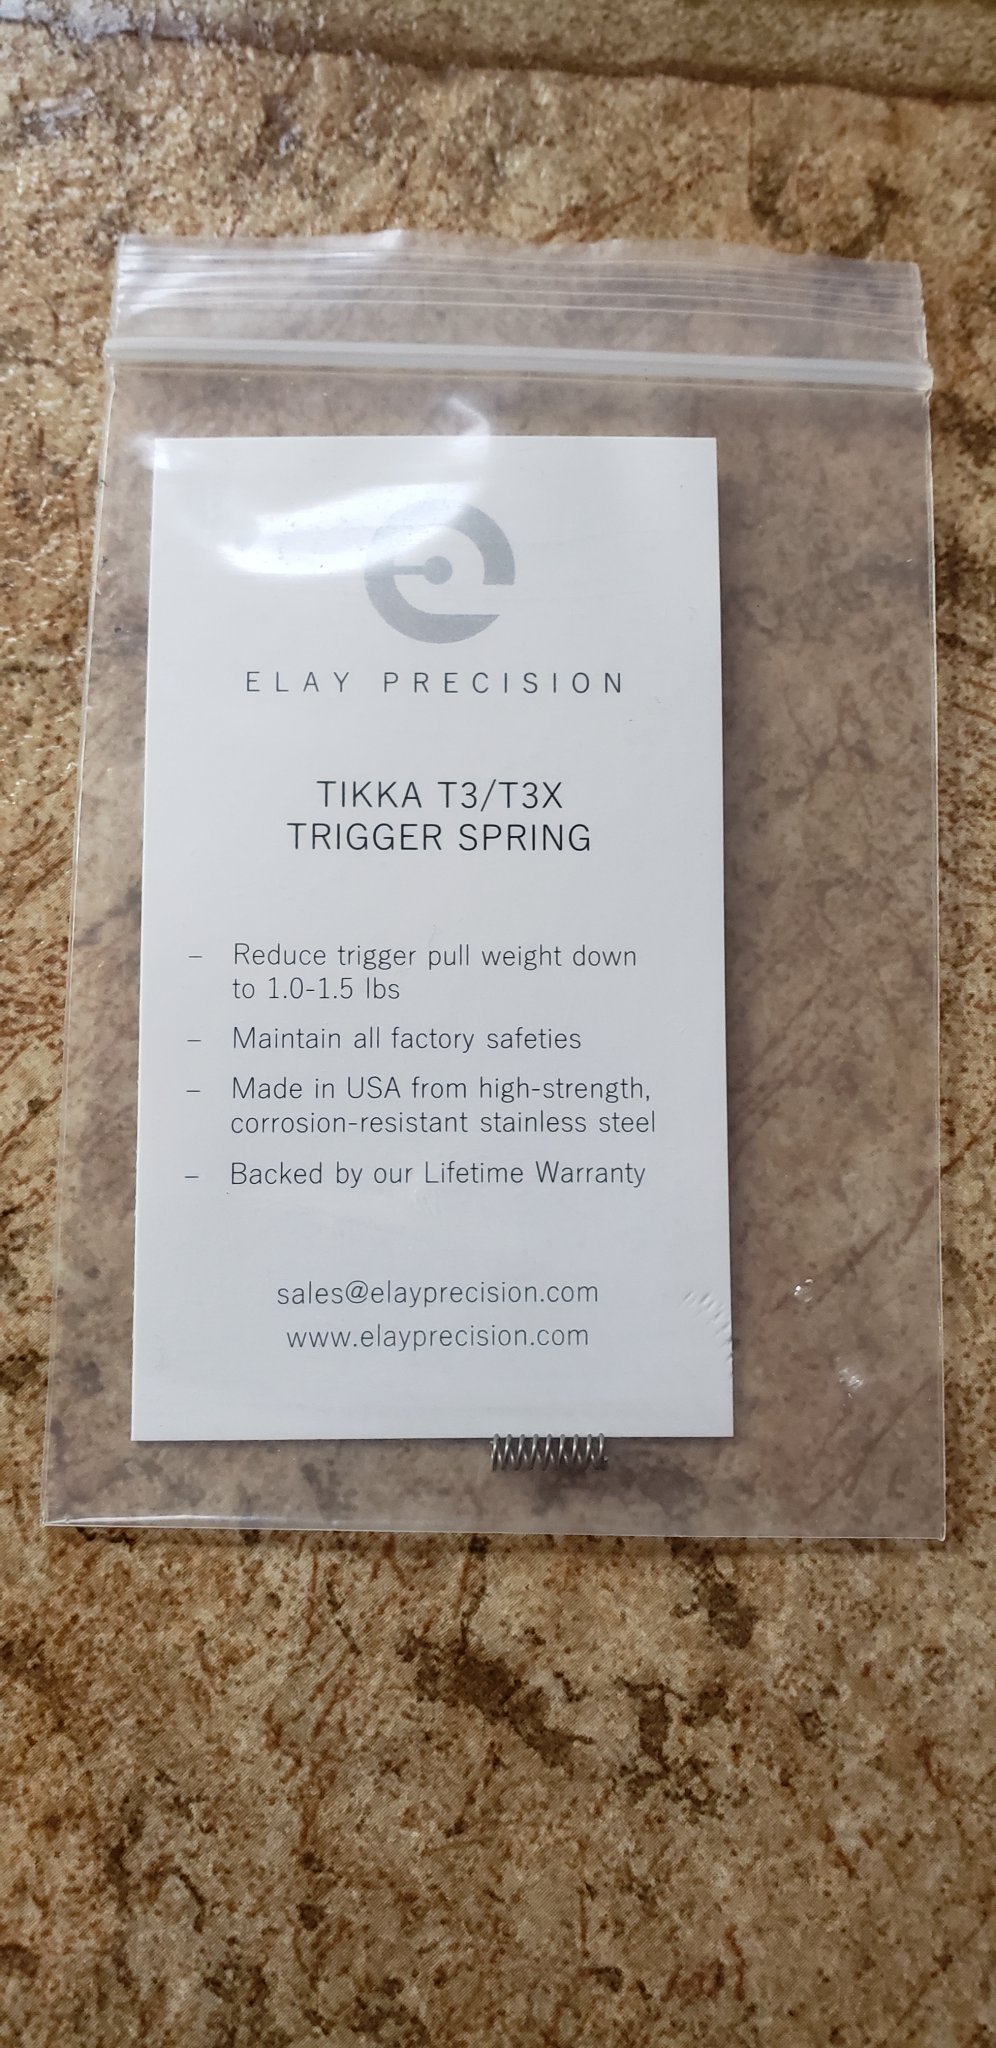 ELAY PRECISION
TIKKA T3/T3X
TRIGGER SPRING
– Reduce trigger pull weight down
to 1.0-1.5 lbs
– Maintain all factory safeties
– Made in USA from high-strength,
corrosion-resistant stainless steel
– Backed by our Lifetime Warranty
sales@elayprecision.com
www.elayprecision.com